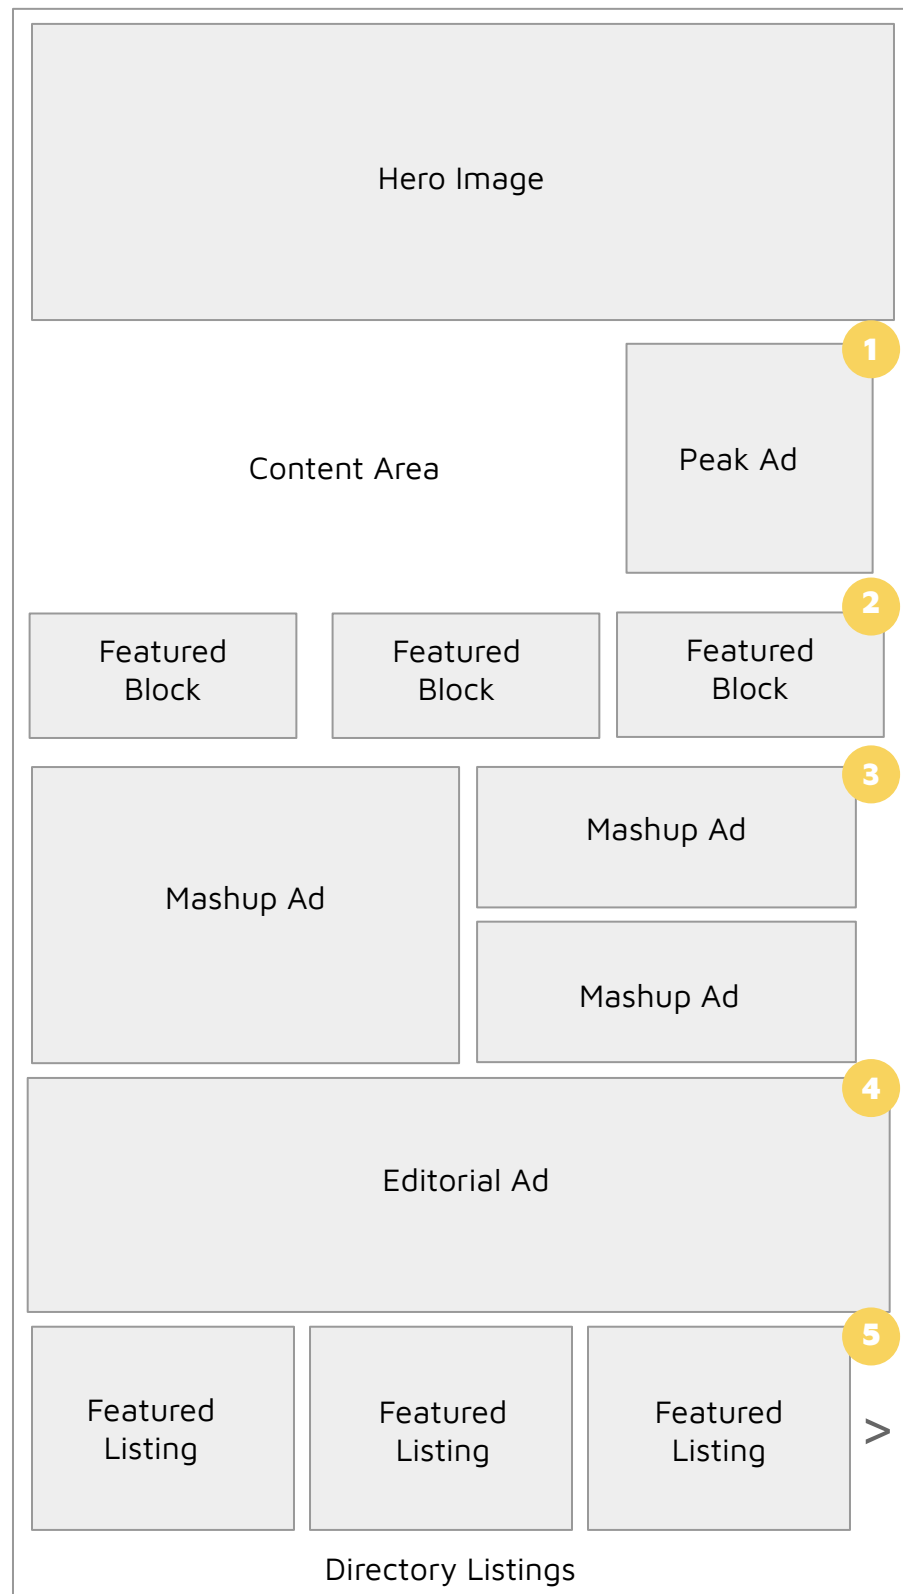 Hero Image
1
Content Area
Peak Ad
2
Featured
Block
Featured
Block
Featured
Block
3
Mashup Ad
Mashup Ad
Mashup Ad
4
Editorial Ad
5
Featured
Listing
Featured
Listing
Featured
Listing
>
Directory Listings